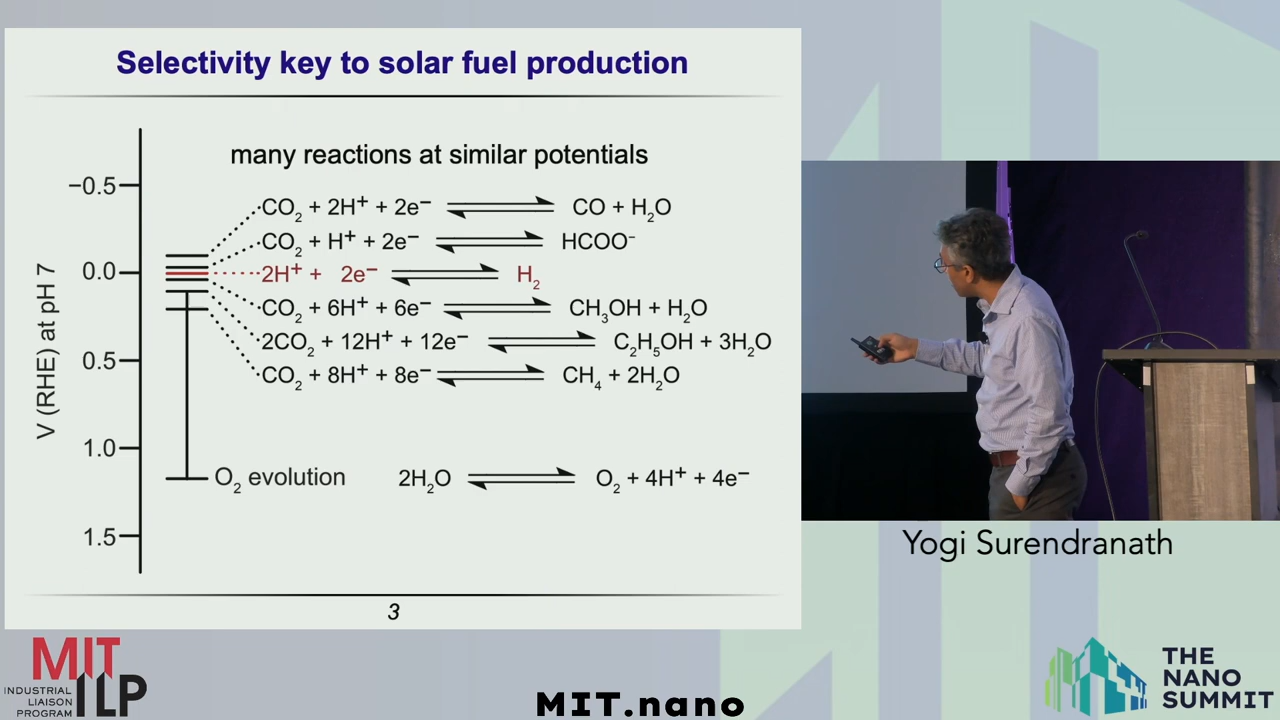 Selectivity key to solar fuel production
many reactions at similar potentials
V (RHE) at pH 7
−0.5
0.0
0.5
1.0
1.5
CO₂ + 2H⁺ + 2e⁻ ⇌ CO + H₂O
CO₂ + H⁺ + 2e⁻ ⇌ HCOO⁻
2H⁺ + 2e⁻ ⇌ H₂
CO₂ + 6H⁺ + 6e⁻ ⇌ CH₃OH + H₂O
2CO₂ + 12H⁺ + 12e⁻ ⇌ C₂H₅OH + 3H₂O
CO₂ + 8H⁺ + 8e⁻ ⇌ CH₄ + 2H₂O
O₂ evolution 2H₂O ⇌ O₂ + 4H⁺ + 4e⁻
3
Yogi Surendranath
MIT
ILP
INDUSTRIAL
LIAISON
PROGRAM
MIT.nano
THE
NANO
SUMMIT